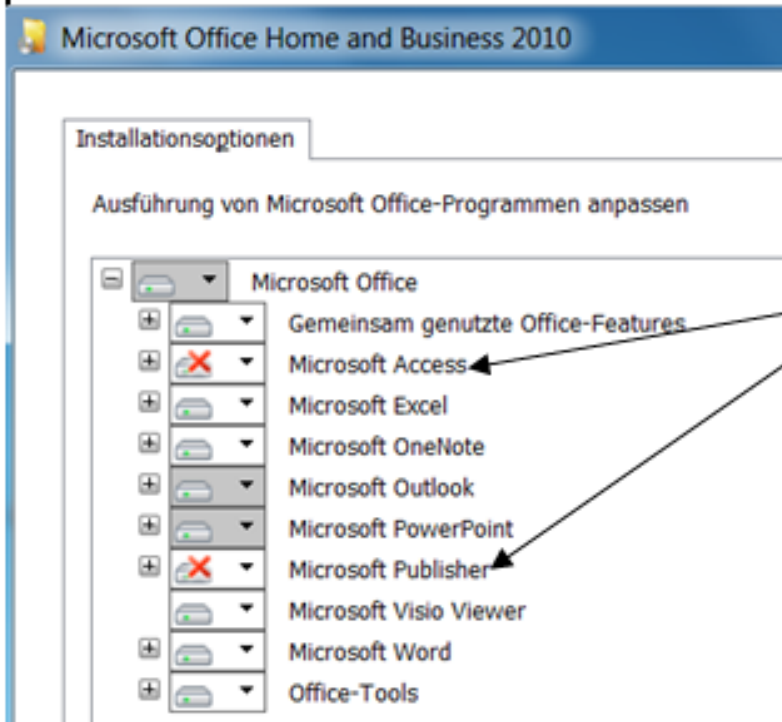 Microsoft Office Home and Business 2010
Installationsoptionen
Ausführung von Microsoft Office-Programmen anpassen
Microsoft Office
Gemeinsam genutzte Office-Features
Microsoft Access
Microsoft Excel
Microsoft OneNote
Microsoft Outlook
Microsoft PowerPoint
Microsoft Publisher
Microsoft Visio Viewer
Microsoft Word
Office-Tools